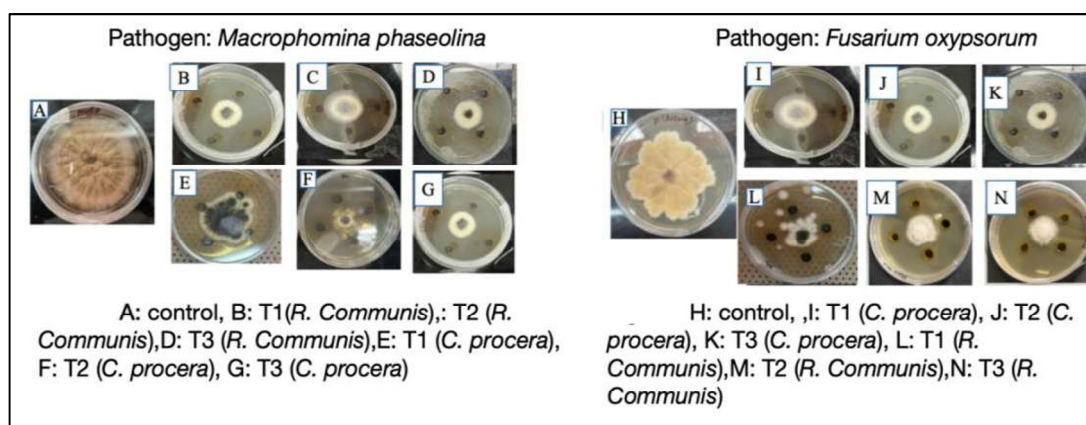 Pathogen: Macrophomina phaseolina
A
B
C
D
E
F
G
A: control, B: T1(R. Communis),: T2 (R.
Communis),D: T3 (R. Communis),E: T1 (C. procera),
F: T2 (C. procera), G: T3 (C. procera)
Pathogen: Fusarium oxypsorum
H
I
J
K
L
M
N
H: control, ,I: T1 (C. procera), J: T2 (C.
procera), K: T3 (C. procera), L: T1 (R.
Communis),M: T2 (R. Communis),N: T3 (R.
Communis)